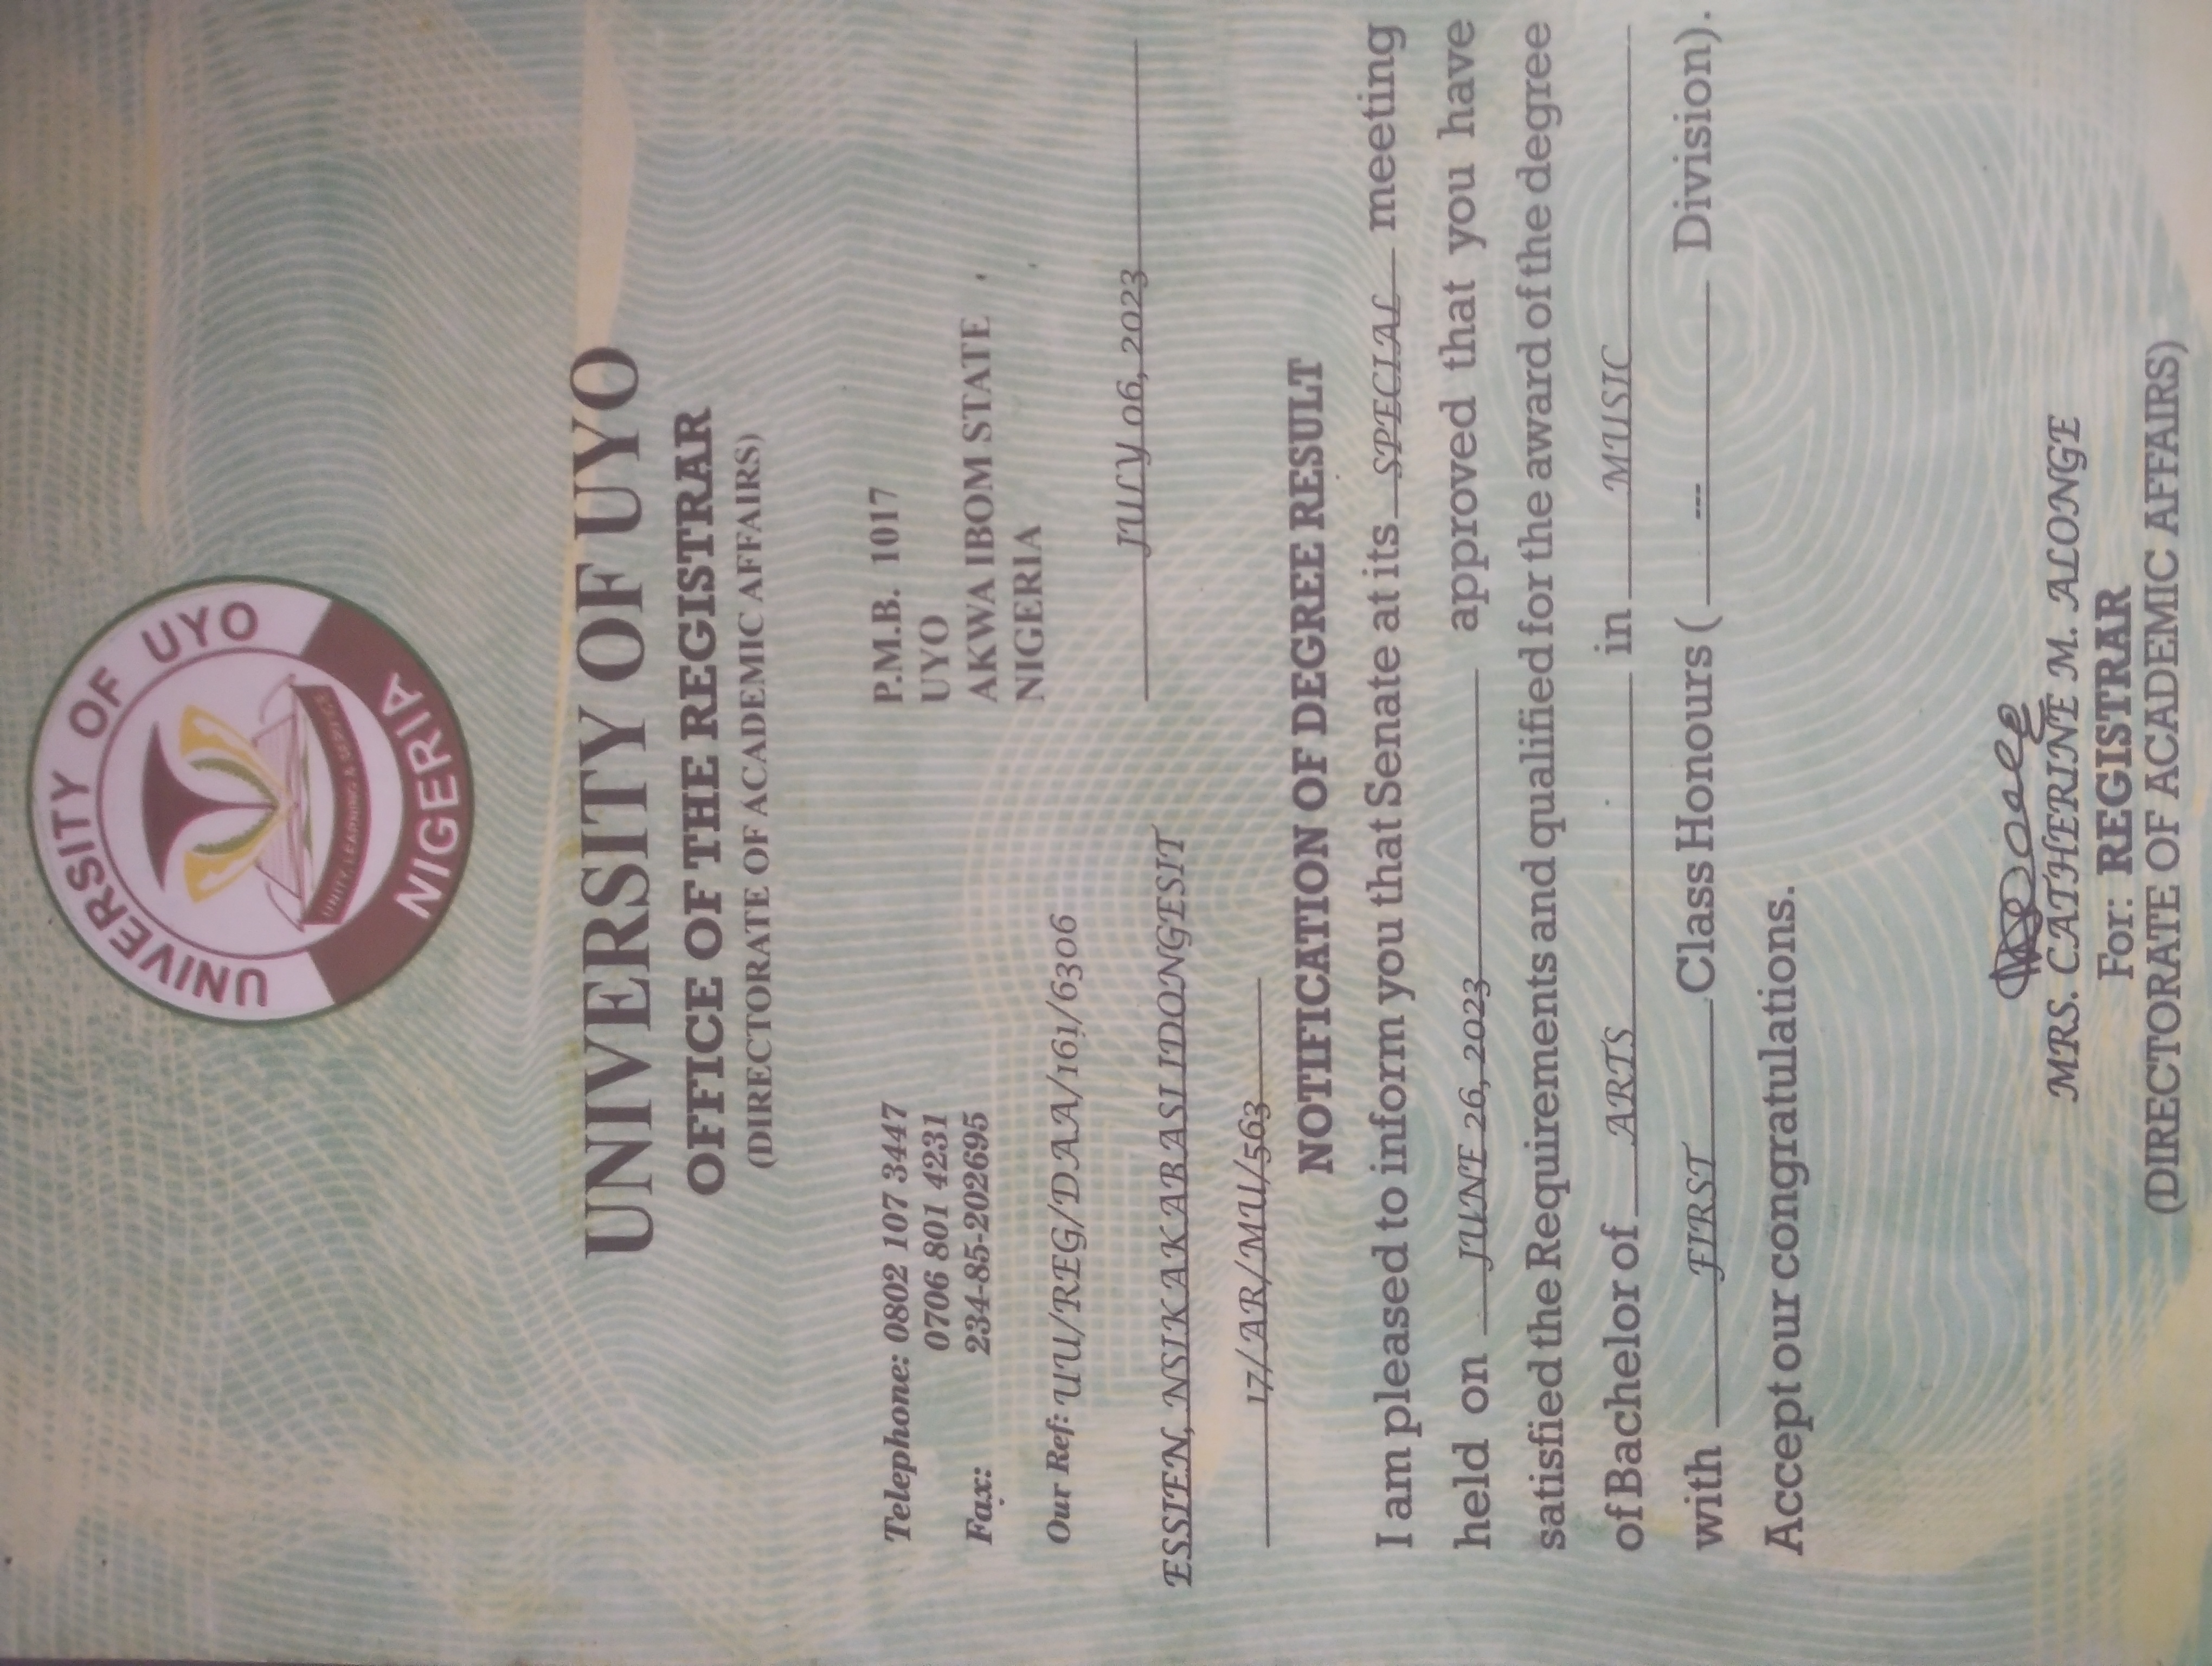 UNIVERSITY OF UYO
UNITY, LEARNING & SERVICE
NIGERIA
UNIVERSITY OF UYO
OFFICE OF THE REGISTRAR
(DIRECTORATE OF ACADEMIC AFFAIRS)
Telephone: 0802 107 3447
0706 801 4231
Fax: 234-85-202695
P.M.B. 1017
UYO
AKWA IBOM STATE
NIGERIA
Our Ref: UU/REG/DAA/161/6306
JULY 06, 2023
ESSIEN, NSIKAKABASI IDONGESIT
17/AR/MU/563
NOTIFICATION OF DEGREE RESULT
I am pleased to inform you that Senate at its SPECIAL meeting
held on JUNE 26, 2023 approved that you have
satisfied the Requirements and qualified for the award of the degree
of Bachelor of ARTS in MUSIC
with FIRST Class Honours ( --- Division).
Accept our congratulations.
MRS. CATHERINE M. ALONGE
For: REGISTRAR
(DIRECTORATE OF ACADEMIC AFFAIRS)